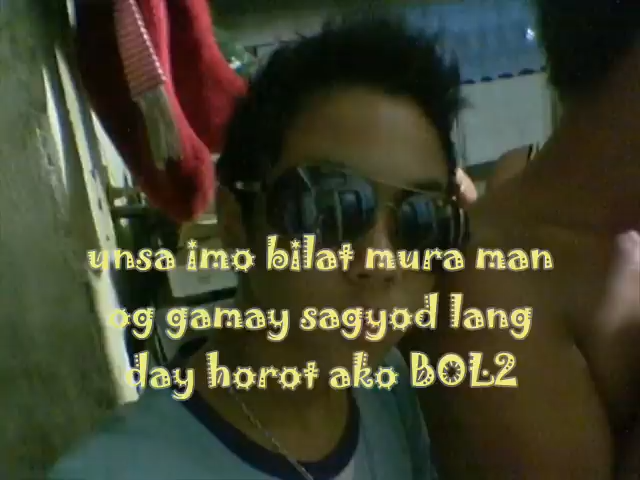 unsa imo bilat mura man
og gamay sagyod lang
day horot ako BOL2